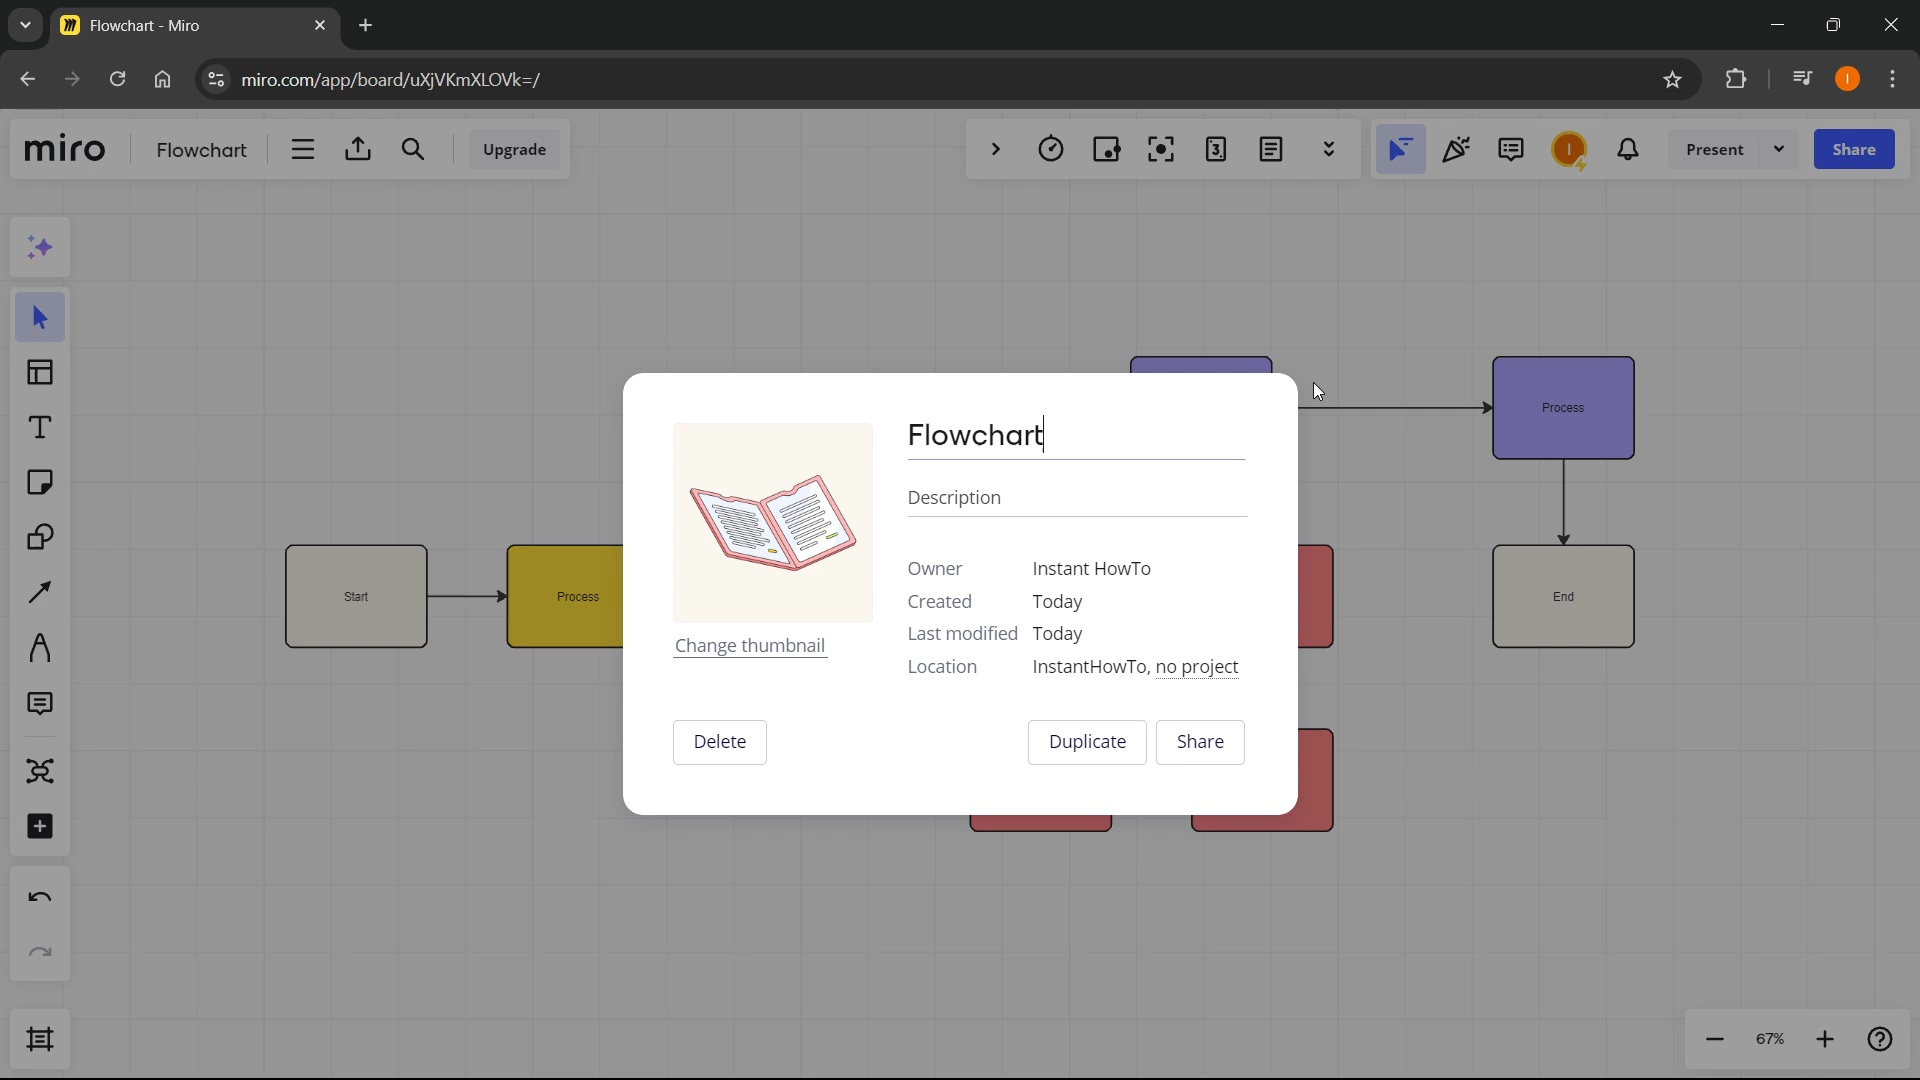 Flowchart - Miro
miro.com/app/board/uXjVKmXLOVk=/
I
miro
Flowchart
Upgrade
3
I
Present
Share
Process
Start
Process
End
Flowchart
Description
Owner Instant HowTo
Created Today
Last modified Today
Location InstantHowTo, no project
Change thumbnail
Delete
Duplicate
Share
67%